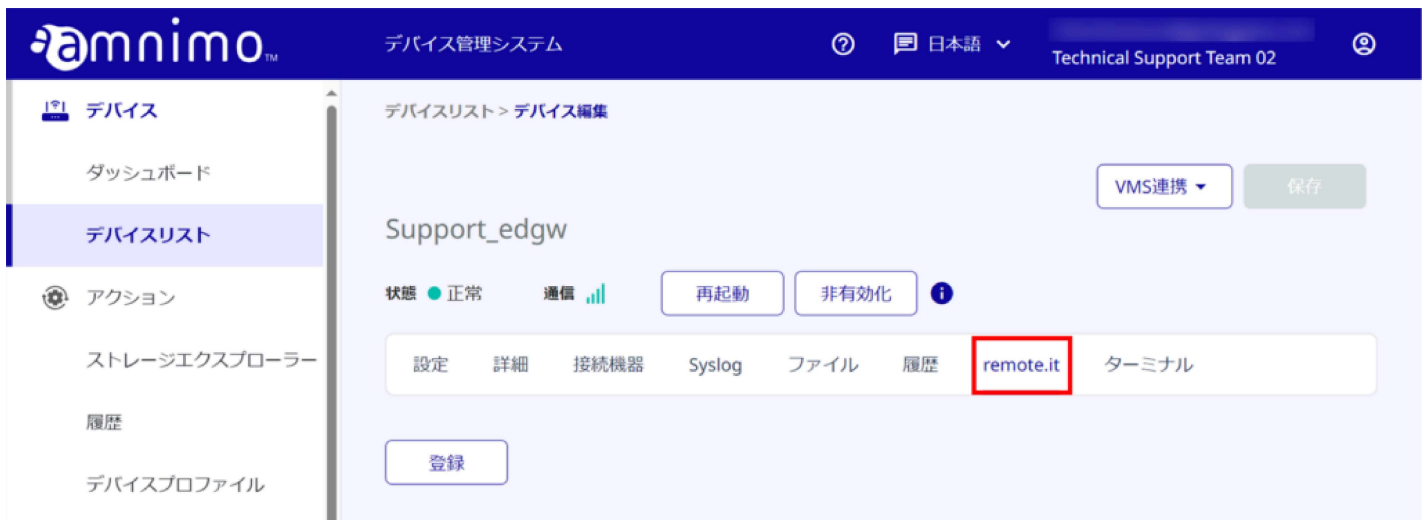 amnimo™
デバイス管理システム
日本語
Technical Support Team 02
デバイス
ダッシュボード
デバイスリスト
アクション
ストレージエクスプローラー
履歴
デバイスプロファイル
デバイスリスト > デバイス編集
VMS連携
保存
Support_edgw
状態 正常 通信 再起動 非有効化
設定 詳細 接続機器 Syslog ファイル 履歴 remote.it ターミナル
登録